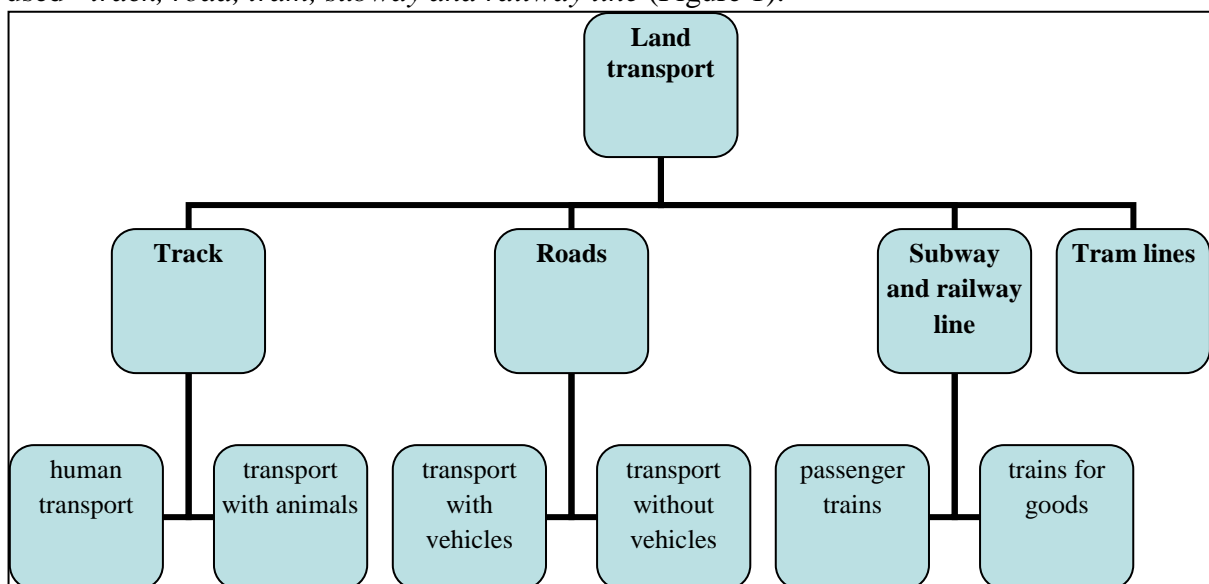 used - track, road, tram, subway and railway line (Figure 1).
Land
transport
Track
Roads
Subway
and railway
line
Tram lines
human
transport
transport
with animals
transport
with
vehicles
transport
without
vehicles
passenger
trains
trains for
goods